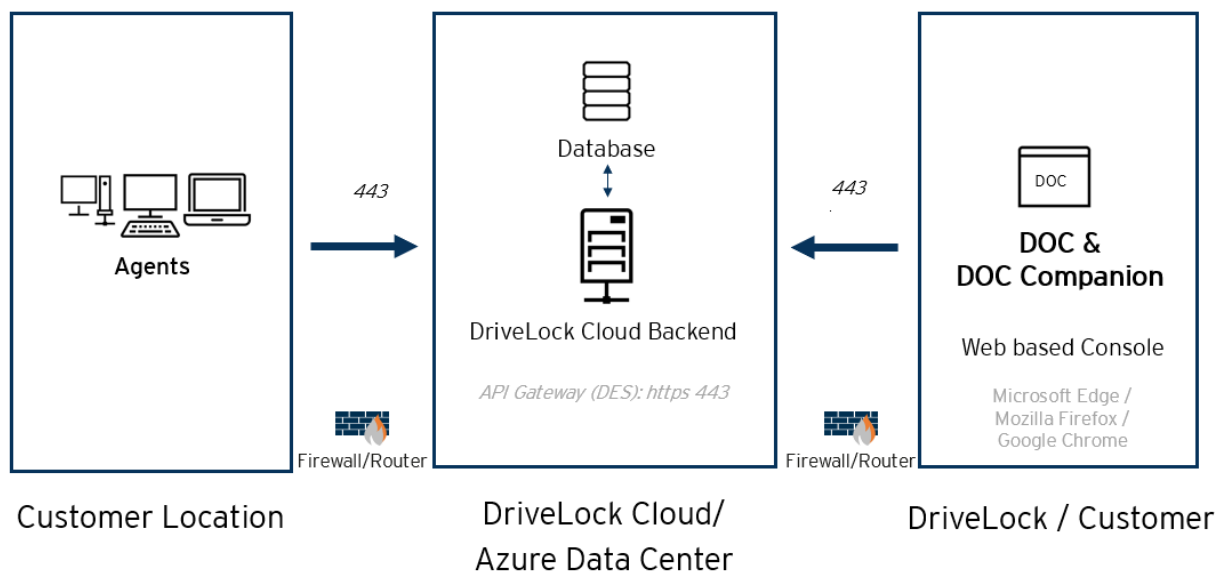 Agents
Customer Location
443
Firewall/Router
Database
DriveLock Cloud Backend
API Gateway (DES): https 443
DriveLock Cloud/
Azure Data Center
443
Firewall/Router
DOC
DOC &
DOC Companion
Web based Console
Microsoft Edge /
Mozilla Firefox /
Google Chrome
DriveLock / Customer